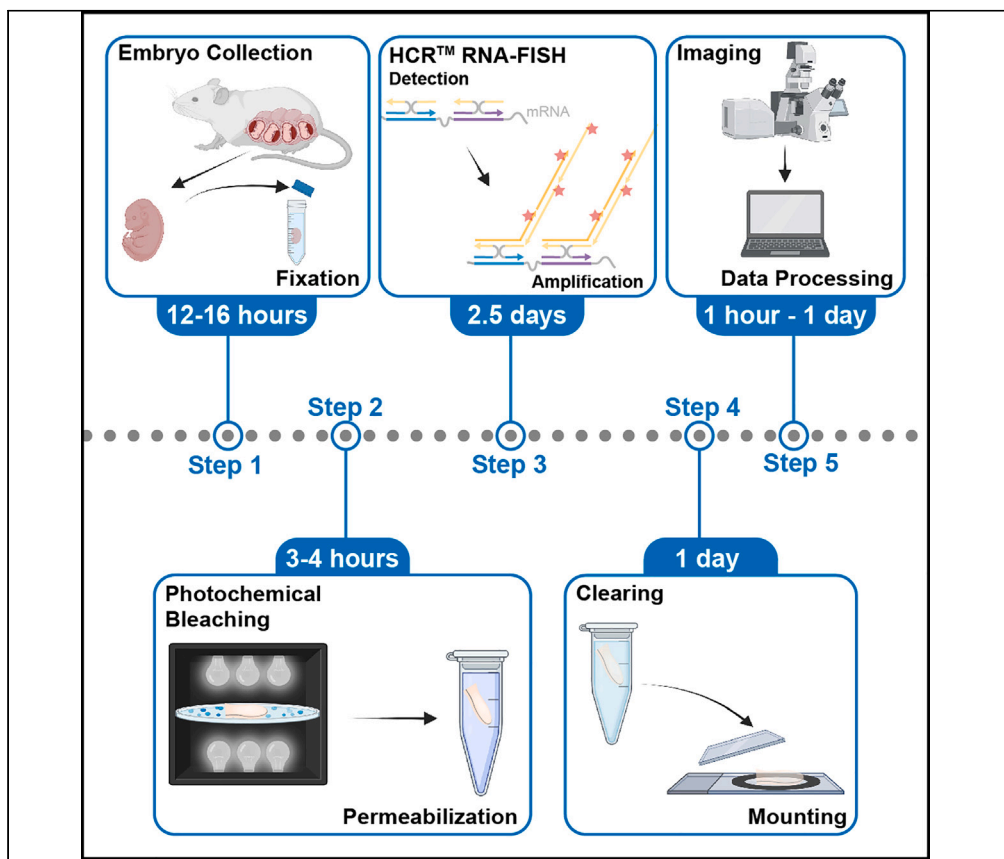 Embryo Collection
Fixation
12-16 hours
HCR™ RNA-FISH
Detection
mRNA
Amplification
2.5 days
Imaging
Data Processing
1 hour - 1 day
Step 2
Step 4
Step 1
Step 3
Step 5
3-4 hours
Photochemical
Bleaching
Permeabilization
1 day
Clearing
Mounting